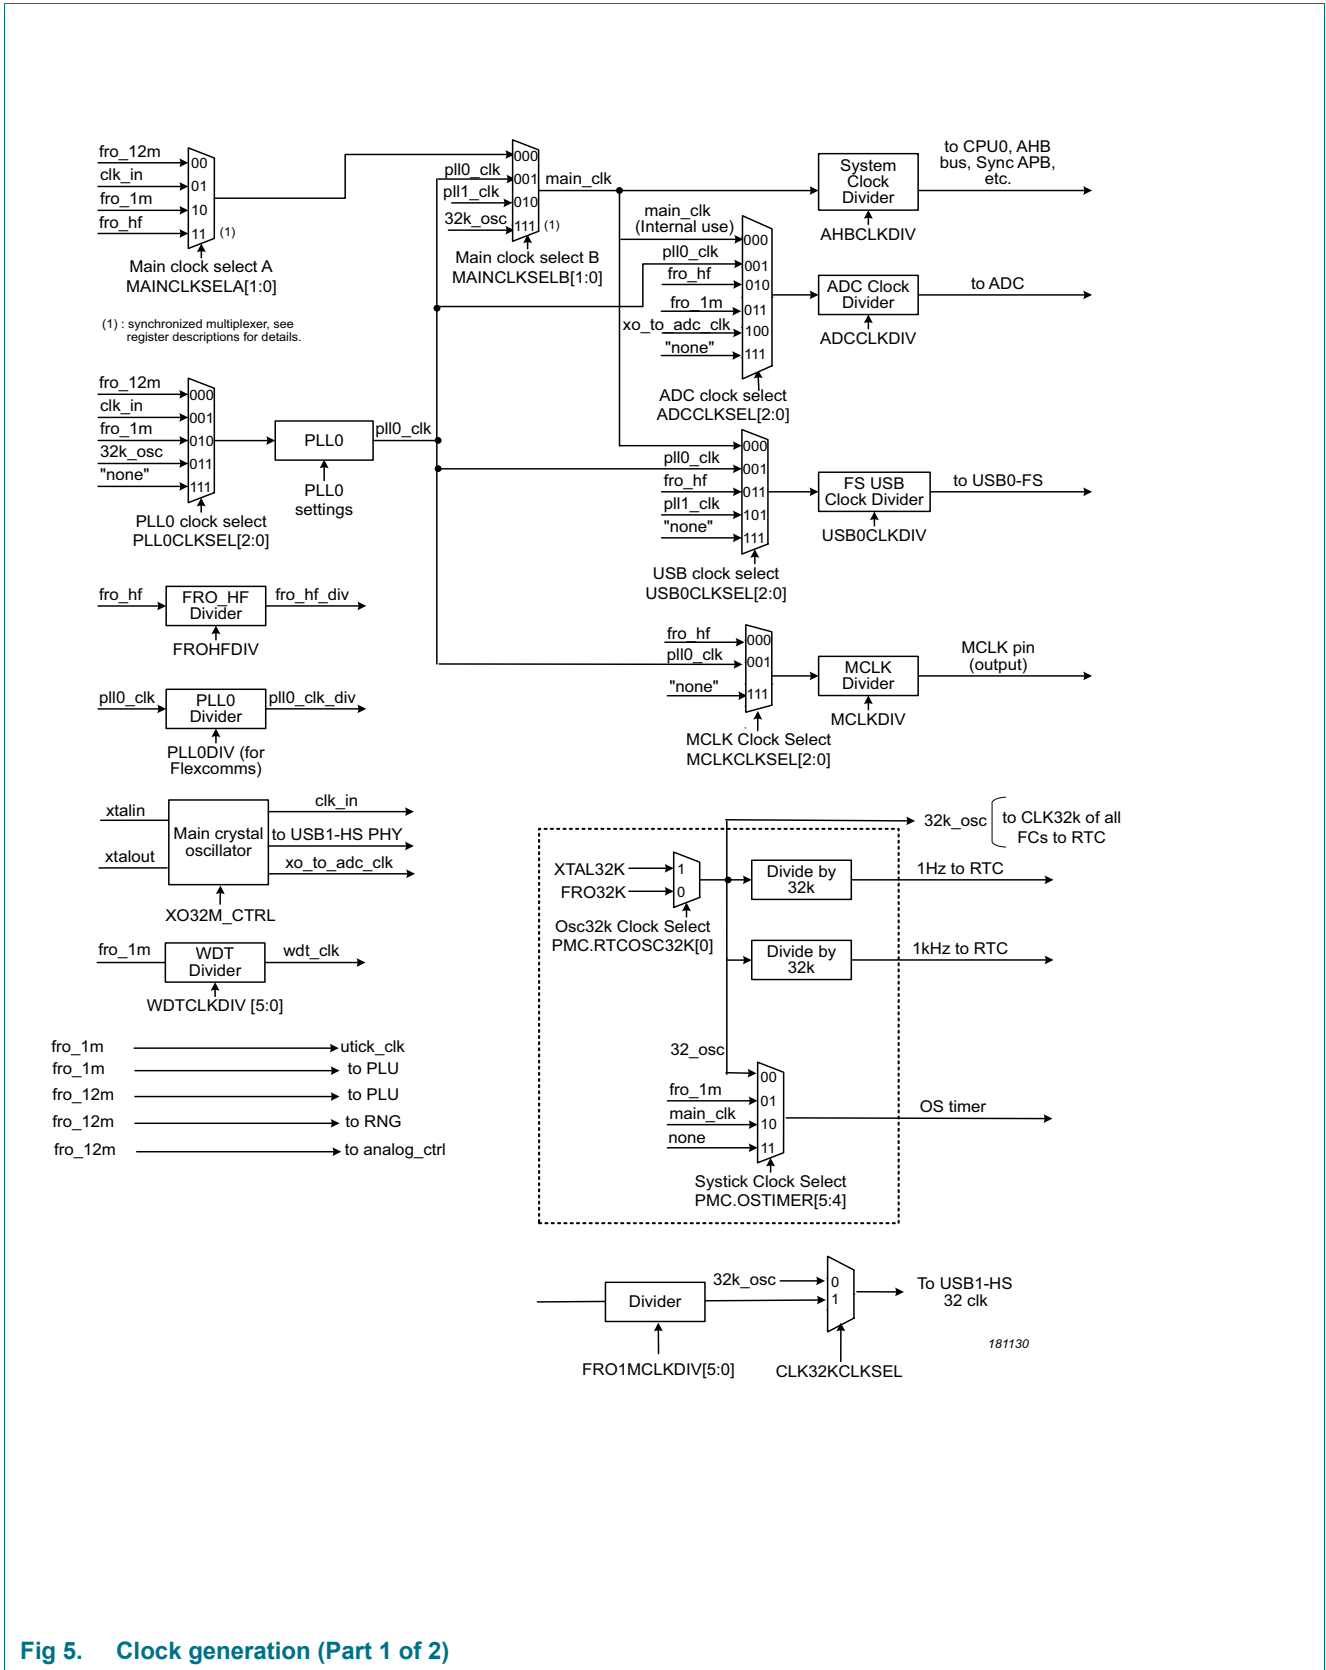 fro_12m
clk_in
fro_1m
fro_hf
00
01
10
11
(1)
Main clock select A
MAINCLKSELA[1:0]
(1) : synchronized multiplexer, see
register descriptions for details.
pll0_clk
pll1_clk
32k_osc
000
001
010
111
(1)
Main clock select B
MAINCLKSELB[1:0]
main_clk
System
Clock
Divider
AHBCLKDIV
to CPU0, AHB
bus, Sync APB,
etc.
main_clk
(Internal use)
pll0_clk
fro_hf
fro_1m
xo_to_adc_clk
"none"
000
001
010
011
100
111
ADC clock select
ADCCLKSEL[2:0]
ADC Clock
Divider
ADCCLKDIV
to ADC
fro_12m
clk_in
fro_1m
32k_osc
"none"
000
001
010
011
111
PLL0 clock select
PLL0CLKSEL[2:0]
PLL0
PLL0
settings
pll0_clk
pll0_clk
fro_hf
pll1_clk
"none"
000
001
011
101
111
USB clock select
USB0CLKSEL[2:0]
FS USB
Clock Divider
USB0CLKDIV
to USB0-FS
fro_hf
FRO_HF
Divider
fro_hf_div
FROHFDIV
fro_hf
pll0_clk
"none"
000
001
111
MCLK Clock Select
MCLKCLKSEL[2:0]
MCLK
Divider
MCLKDIV
MCLK pin
(output)
pll0_clk
PLL0
Divider
pll0_clk_div
PLL0DIV (for
Flexcomms)
xtalin
xtalout
Main crystal
oscillator
clk_in
to USB1-HS PHY
xo_to_adc_clk
XO32M_CTRL
fro_1m
WDT
Divider
wdt_clk
WDTCLKDIV [5:0]
fro_1m utick_clk
fro_1m to PLU
fro_12m to PLU
fro_12m to RNG
fro_12m to analog_ctrl
32k_osc
to CLK32k of all
FCs to RTC
XTAL32K
FRO32K
1
0
Osc32k Clock Select
PMC.RTCOSC32K[0]
Divide by
32k
1Hz to RTC
Divide by
32k
1kHz to RTC
32_osc
fro_1m
main_clk
none
00
01
10
11
Systick Clock Select
PMC.OSTIMER[5:4]
OS timer
Divider
FRO1MCLKDIV[5:0]
32k_osc
0
1
CLK32KCLKSEL
To USB1-HS
32 clk
181130
Fig 5. Clock generation (Part 1 of 2)